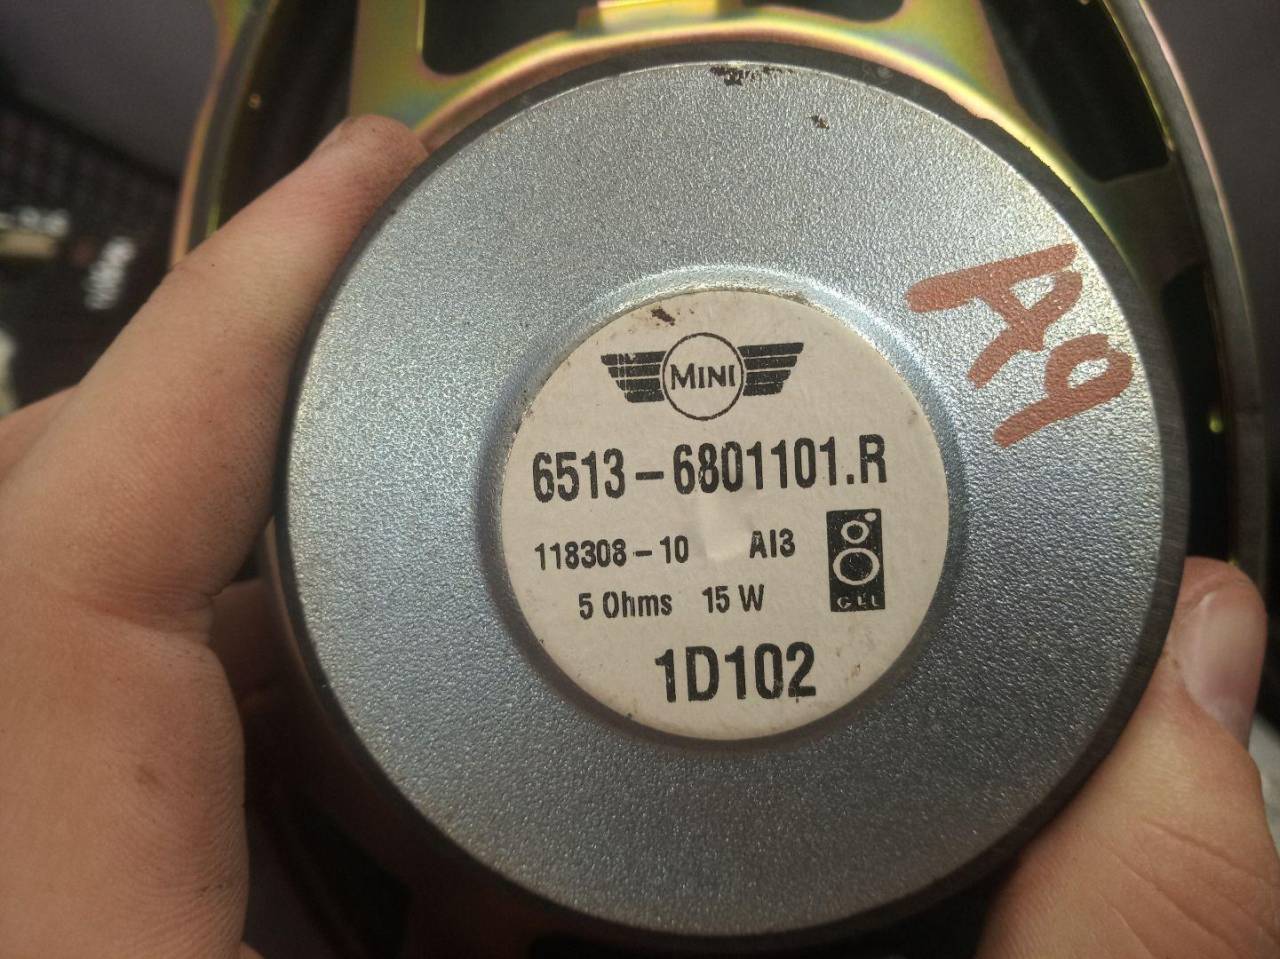 MINI
6513-6801101.R
118308-10 AI3
5 Ohms 15 W
1D102
A9